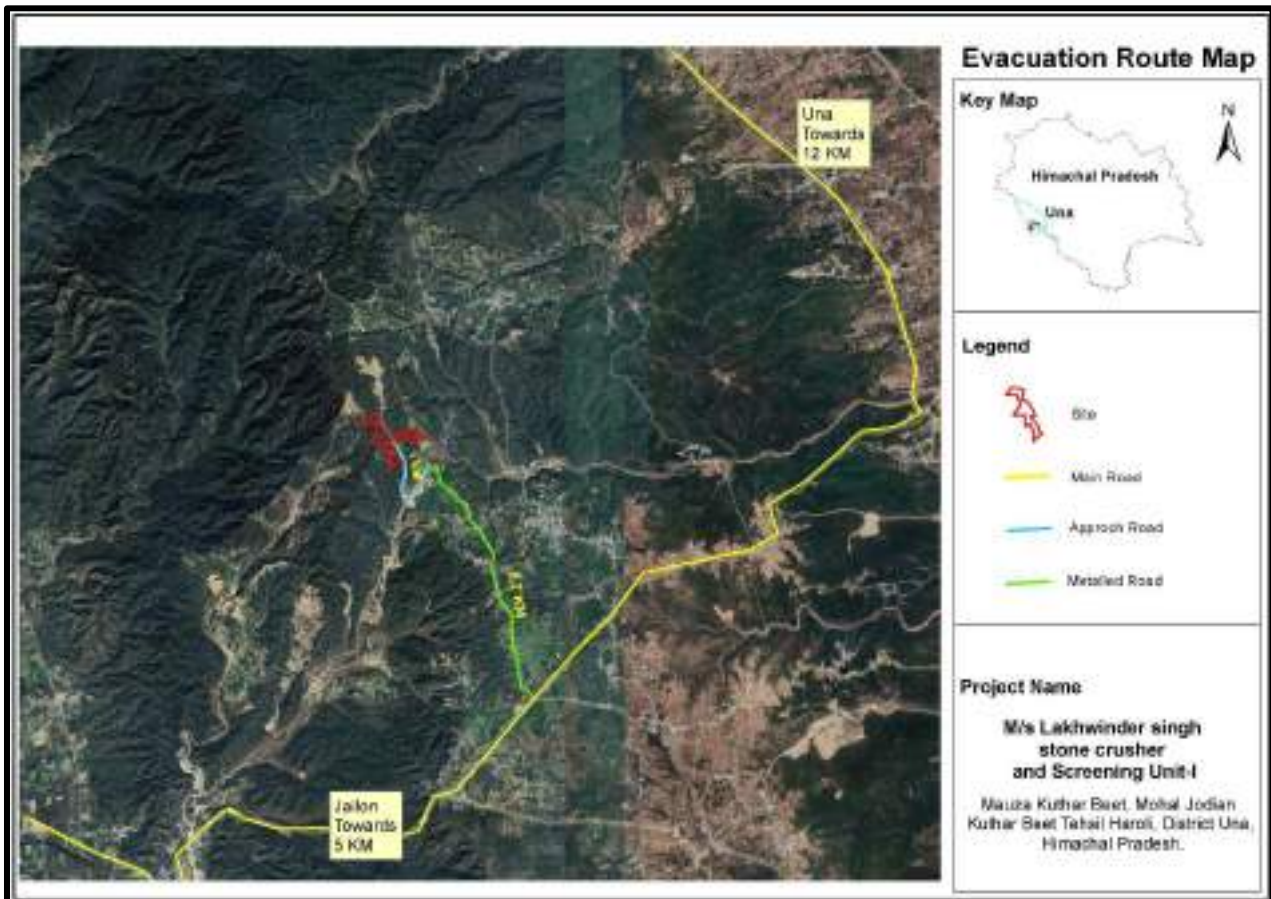 Evacuation Route Map
Key Map
N
Himachal Pradesh
Una
Una
Towards
12 KM
Legend
Site
Main Road
Approch Road
Metalled Road
KM
Jailon
Towards
5 KM
Project Name
M/s Lakhwinder singh
stone crusher
and Screening Unit-I
Mauza Kuthar Beet, Mohal Jodian
Kuthar Beet Tehsil Haroli, District Una,
Himachal Pradesh.